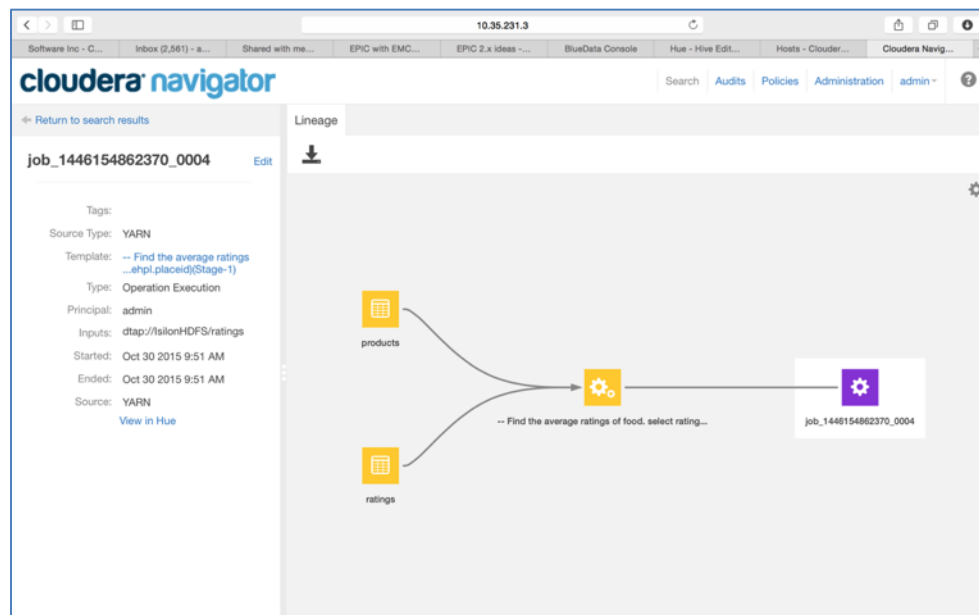 10.35.231.3
Software Inc - C...
Inbox (2,561) - a...
Shared with me...
EPIC with EMC...
EPIC 2.x ideas -...
BlueData Console
Hue - Hive Edit...
Hosts - Clouder...
Cloudera Navig...
cloudera navigator
Search Audits Policies Administration admin
?
Return to search results
Lineage
job_1446154862370_0004 Edit
Tags:
Source Type: YARN
Template: -- Find the average ratings
...ehpl.placeid)(Stage-1)
Type: Operation Execution
Principal: admin
Inputs: dtap://IsilonHDFS/ratings
Started: Oct 30 2015 9:51 AM
Ended: Oct 30 2015 9:51 AM
Source: YARN
View in Hue
products
-- Find the average ratings of food. select rating...
job_1446154862370_0004
ratings